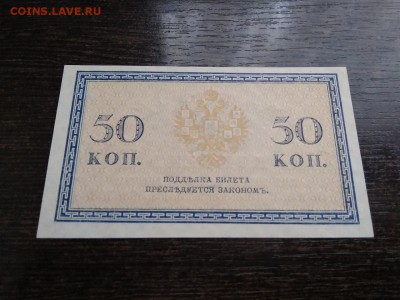 COINS.LAVE.RU
50 50
КОП. КОП.
ПОДДѢЛКА БИЛЕТА
ПРЕСЛѢДУЕТСЯ ЗАКОНОМЪ.